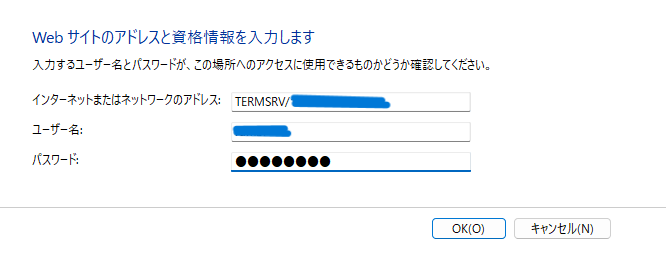 Web サイトのアドレスと資格情報を入力します
入力するユーザー名とパスワードが、この場所へのアクセスに使用できるものかどうか確認してください。
インターネットまたはネットワークのアドレス: TERMSRV/
ユーザー名:
パスワード: ●●●●●●●●
OK(O) キャンセル(N)